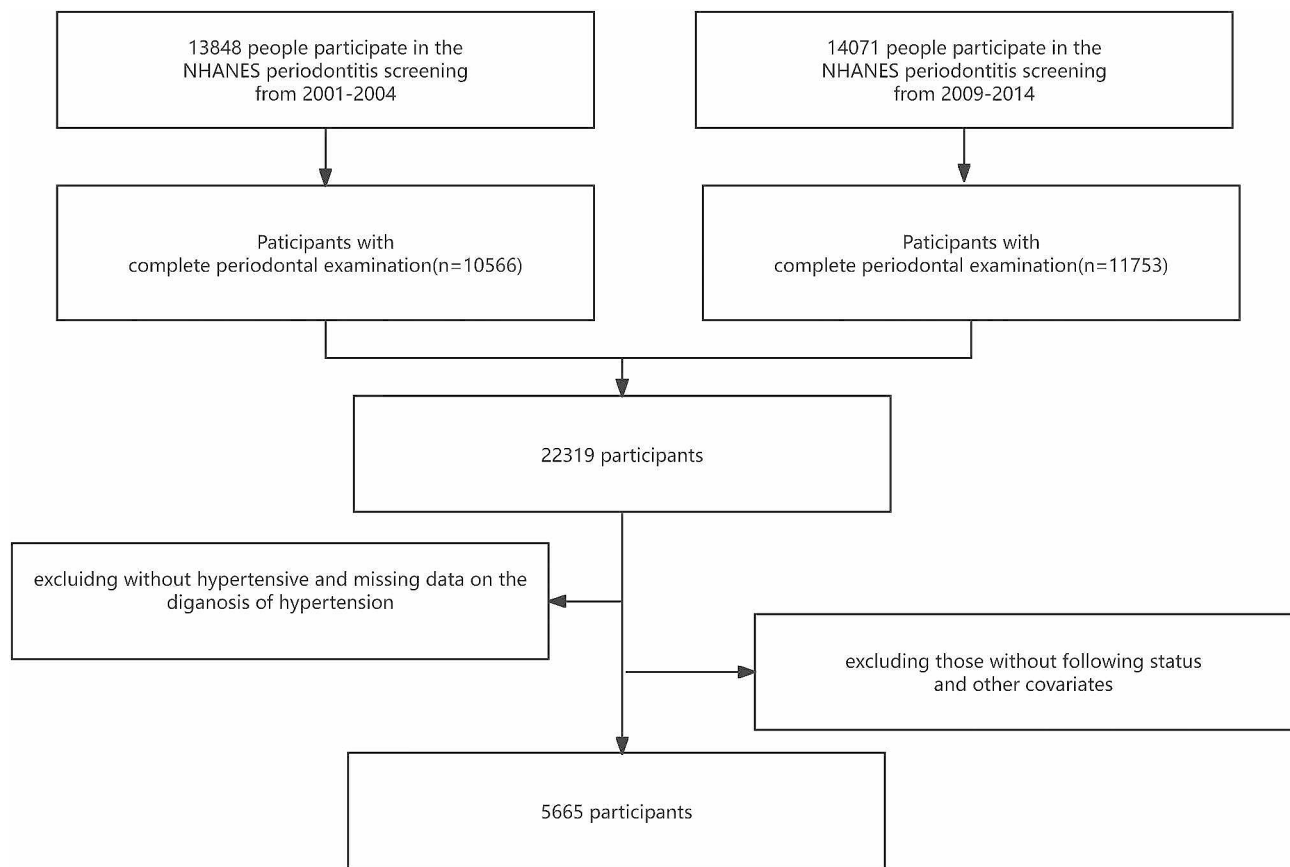 13848 people participate in the
NHANES periodontitis screening
from 2001-2004
14071 people participate in the
NHANES periodontitis screening
from 2009-2014
Paticipants with
complete periodontal examination(n=10566)
Paticipants with
complete periodontal examination(n=11753)
22319 participants
excluidng without hypertensive and missing data on the
diganosis of hypertension
excluding those without following status
and other covariates
5665 participants